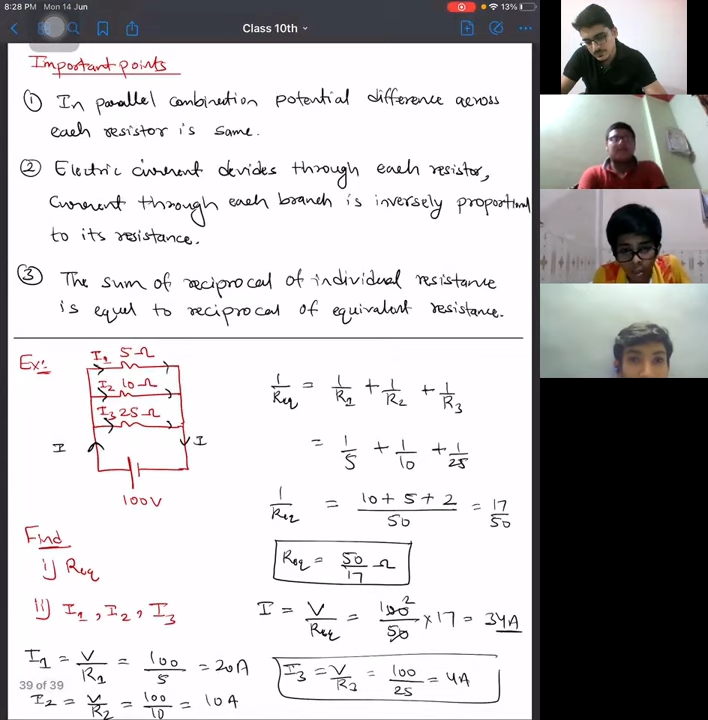 8:28 PM Mon 14 Jun
13%
Class 10th
Important points
① In parallel combination potential difference across
each resistor is same.
② Electric current devides through each resistor,
current through each branch is inversely proportional
to its resistance.
③ The sum of reciprocal of individual resistance
is equal to reciprocal of equivalent resistance.
Ex:-
I1 5Ω
I2 10Ω
I3 25Ω
I I
100V
1/Req = 1/R1 + 1/R2 + 1/R3
= 1/5 + 1/10 + 1/25
1/Req = (10+5+2)/50 = 17/50
Req = 50/17 Ω
Find
i) Req
ii) I1, I2, I3
I = V/Req = 100/50 2 × 17 = 34A
I1 = V/R1 = 100/5 = 20A
I2 = V/R2 = 100/10 = 10A
I3 = V/R3 = 100/25 = 4A
39 of 39